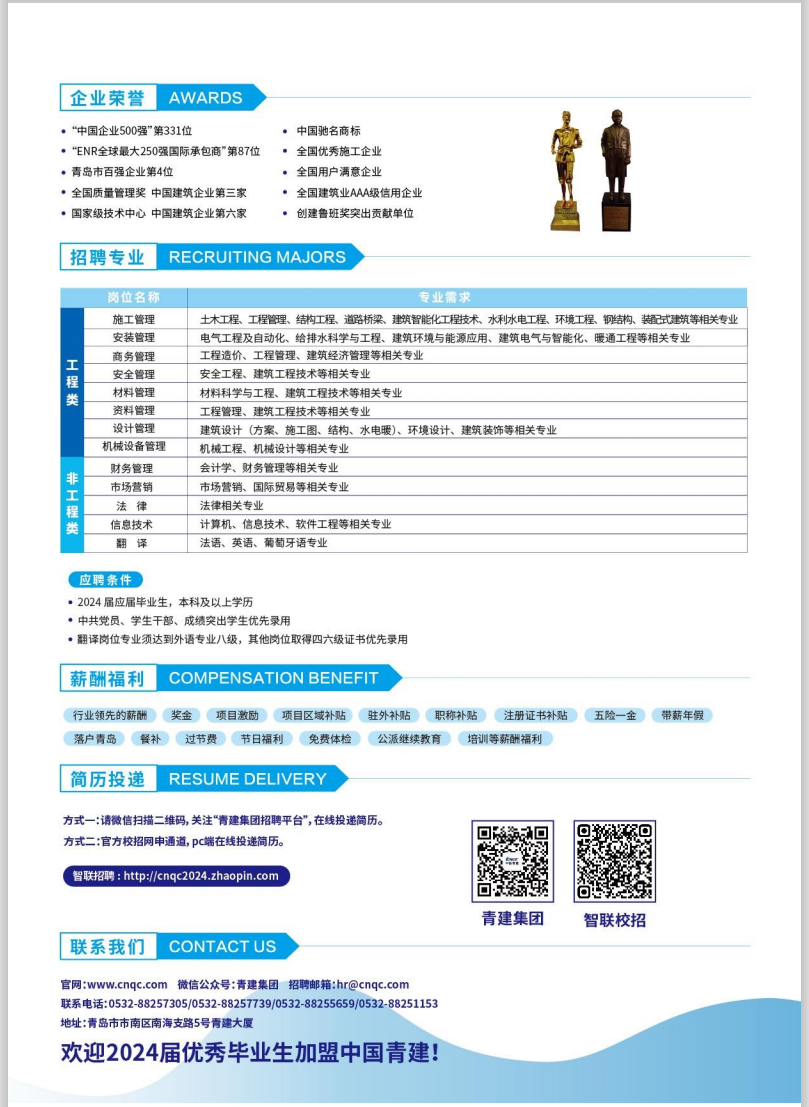 企业荣誉 AWARDS
• “中国企业500强”第331位
• “ENR全球最大250强国际承包商”第87位
• 青岛市百强企业第4位
• 全国质量管理奖 中国建筑企业第三家
• 国家级技术中心 中国建筑企业第六家
• 中国驰名商标
• 全国优秀施工企业
• 全国用户满意企业
• 全国建筑业AAA级信用企业
• 创建鲁班奖突出贡献单位
招聘专业 RECRUITING MAJORS
岗位名称 专业需求
工程类
施工管理 土木工程、工程管理、结构工程、道路桥梁、建筑智能化工程技术、水利水电工程、环境工程、钢结构、装配式建筑等相关专业
安装管理 电气工程及自动化、给排水科学与工程、建筑环境与能源应用、建筑电气与智能化、暖通工程等相关专业
商务管理 工程造价、工程管理、建筑经济管理等相关专业
安全管理 安全工程、建筑工程技术等相关专业
材料管理 材料科学与工程、建筑工程技术等相关专业
资料管理 工程管理、建筑工程技术等相关专业
设计管理 建筑设计（方案、施工图、结构、水电暖）、环境设计、建筑装饰等相关专业
机械设备管理 机械工程、机械设计等相关专业
非工程类
财务管理 会计学、财务管理等相关专业
市场营销 市场营销、国际贸易等相关专业
法 律 法律相关专业
信息技术 计算机、信息技术、软件工程等相关专业
翻 译 法语、英语、葡萄牙语专业
应聘条件
• 2024 届应届毕业生，本科及以上学历
• 中共党员、学生干部、成绩突出学生优先录用
• 翻译岗位专业须达到外语专业八级，其他岗位取得四六级证书优先录用
薪酬福利 COMPENSATION BENEFIT
行业领先的薪酬 奖金 项目激励 项目区域补贴 驻外补贴 职称补贴 注册证书补贴 五险一金 带薪年假
落户青岛 餐补 过节费 节日福利 免费体检 公派继续教育 培训等薪酬福利
简历投递 RESUME DELIVERY
方式一：请微信扫描二维码，关注“青建集团招聘平台”，在线投递简历。
方式二：官方校招网申通道，pc端在线投递简历。
智联招聘：http://cnqc2024.zhaopin.com
青建集团 智联校招
联系我们 CONTACT US
官网：www.cnqc.com 微信公众号：青建集团 招聘邮箱：hr@cnqc.com
联系电话：0532-88257305/0532-88257739/0532-88255659/0532-88251153
地址：青岛市市南区南海支路5号青建大厦
欢迎2024届优秀毕业生加盟中国青建！